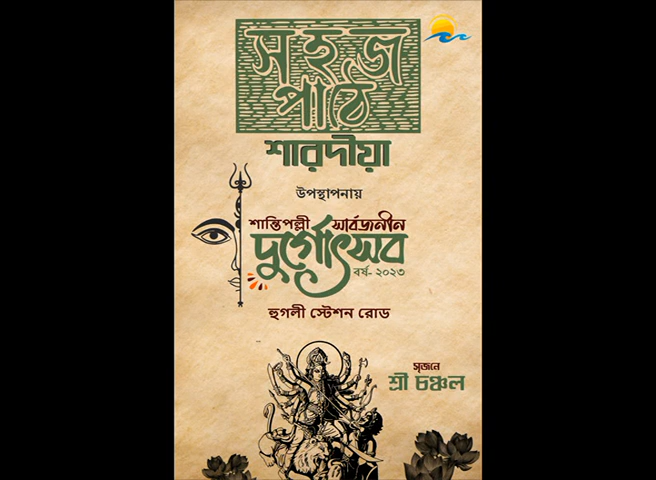 সহজ
পাঠে
শারদীয়া
উপস্থাপনায়
শান্তিপল্লী সার্বজনীন
দুর্গোৎসব
বর্ষ- ২০২৩
হুগলী স্টেশন রোড
সৃজনে
শ্রী চঞ্চল